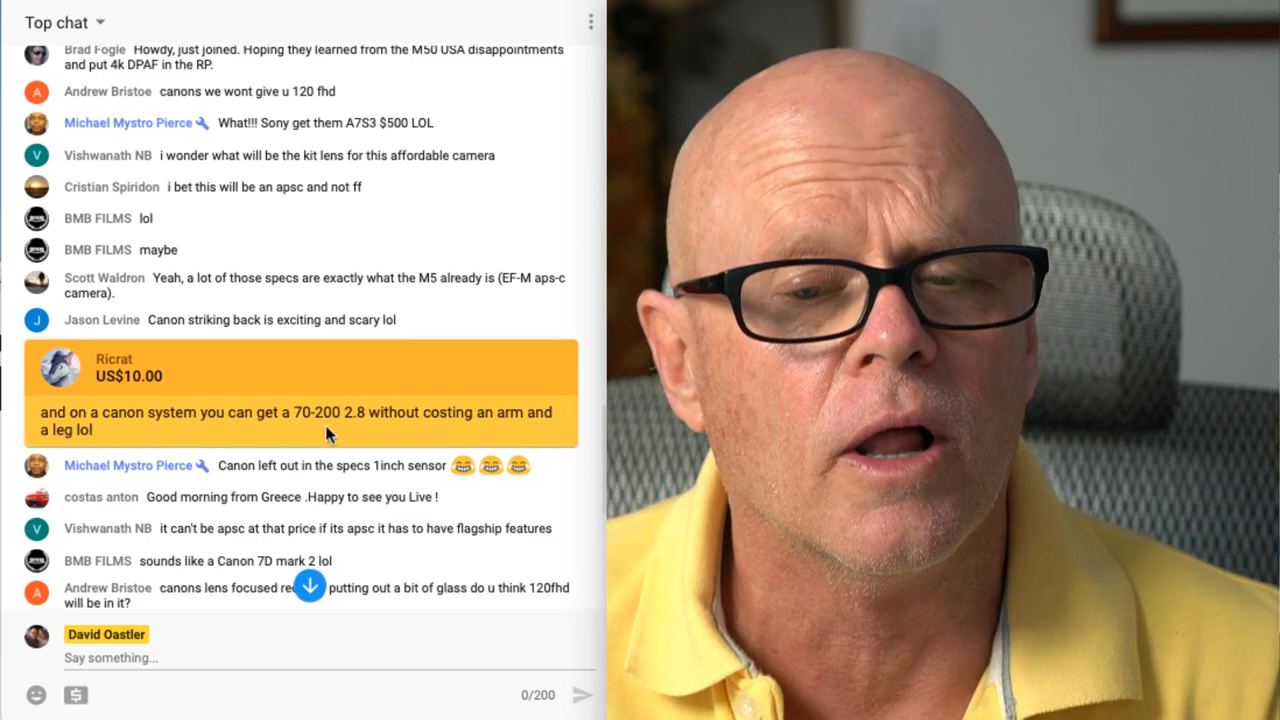 Top chat
Brad Fogle Howdy, just joined. Hoping they learned from the M50 USA disappointments
and put 4k DPAF in the RP.
A Andrew Bristoe canons we wont give u 120 fhd
Michael Mystro Pierce What!!! Sony get them A7S3 $500 LOL
V Vishwanath NB i wonder what will be the kit lens for this affordable camera
Cristian Spiridon i bet this will be an apsc and not ff
BMB FILMS lol
BMB FILMS maybe
Scott Waldron Yeah, a lot of those specs are exactly what the M5 already is (EF-M aps-c
camera).
J Jason Levine Canon striking back is exciting and scary lol
Ricrat
US$10.00
and on a canon system you can get a 70-200 2.8 without costing an arm and
a leg lol
Michael Mystro Pierce Canon left out in the specs 1inch sensor 😂 😂 😂
costas anton Good morning from Greece .Happy to see you Live !
V Vishwanath NB it can't be apsc at that price if its apsc it has to have flagship features
BMB FILMS sounds like a Canon 7D mark 2 lol
A Andrew Bristoe canons lens focused putting out a bit of glass do u think 120fhd
will be in it?
David Oastler
Say something...
0/200